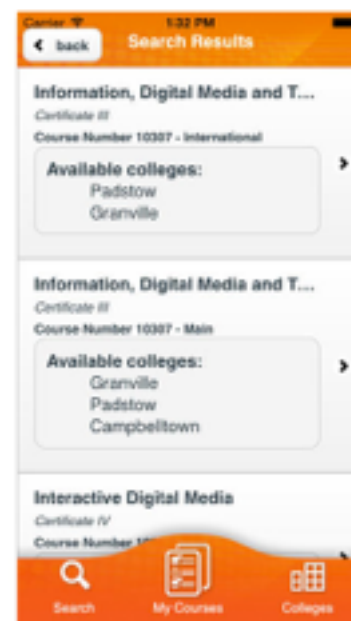 Carrier 1:32 PM
back Search Results
Information, Digital Media and T...
Certificate III
Course Number 10307 - International
Available colleges:
Padstow
Granville
Information, Digital Media and T...
Certificate III
Course Number 10307 - Main
Available colleges:
Granville
Padstow
Campbelltown
Interactive Digital Media
Certificate IV
Course Number
Search My Courses Colleges